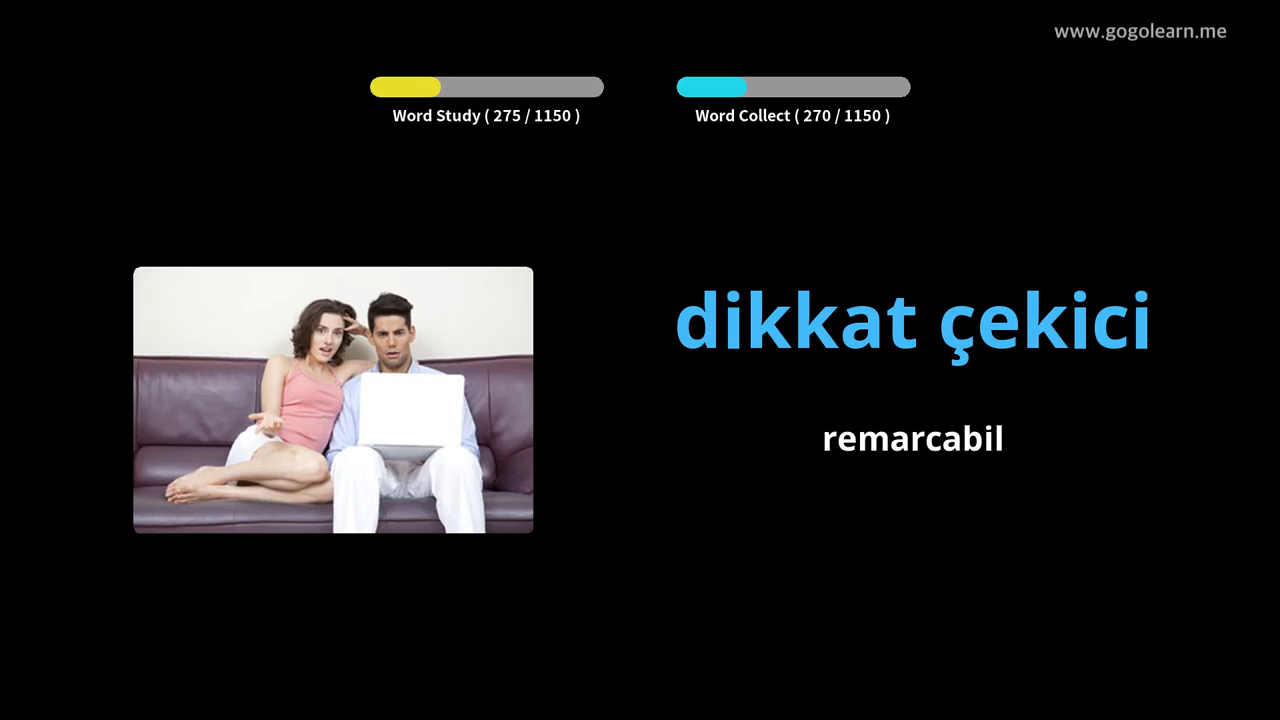 www.gogolearn.me
Word Study ( 275 / 1150 )
Word Collect ( 270 / 1150 )
dikkat çekici
remarcabil